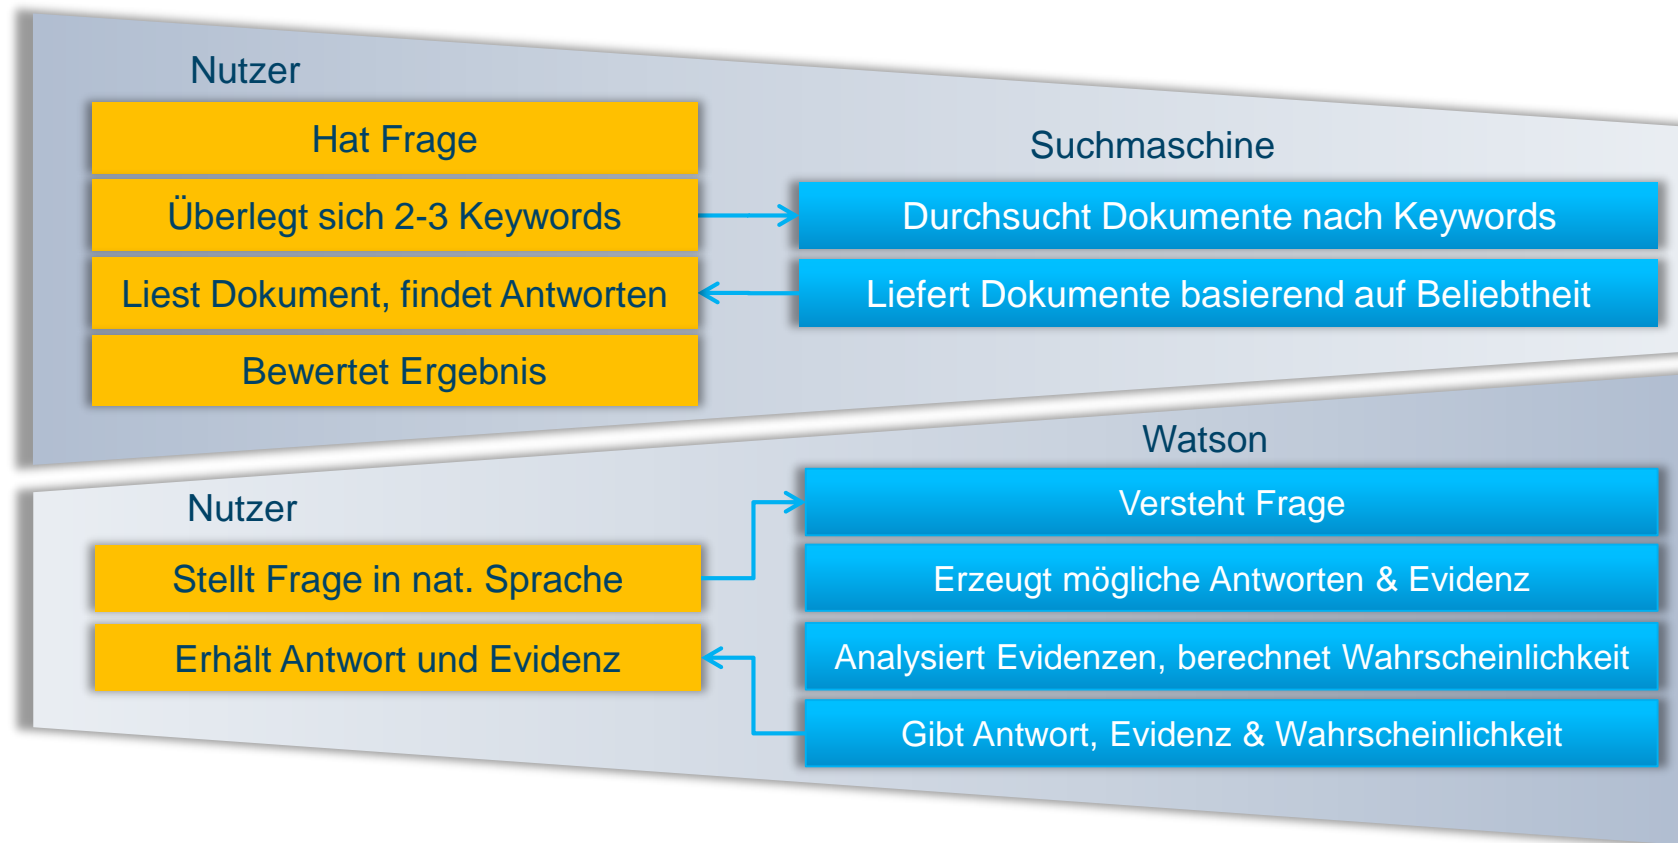 Nutzer
Hat Frage
Überlegt sich 2-3 Keywords
Liest Dokument, findet Antworten
Bewertet Ergebnis
Suchmaschine
Durchsucht Dokumente nach Keywords
Liefert Dokumente basierend auf Beliebtheit
Nutzer
Stellt Frage in nat. Sprache
Erhält Antwort und Evidenz
Watson
Versteht Frage
Erzeugt mögliche Antworten & Evidenz
Analysiert Evidenzen, berechnet Wahrscheinlichkeit
Gibt Antwort, Evidenz & Wahrscheinlichkeit